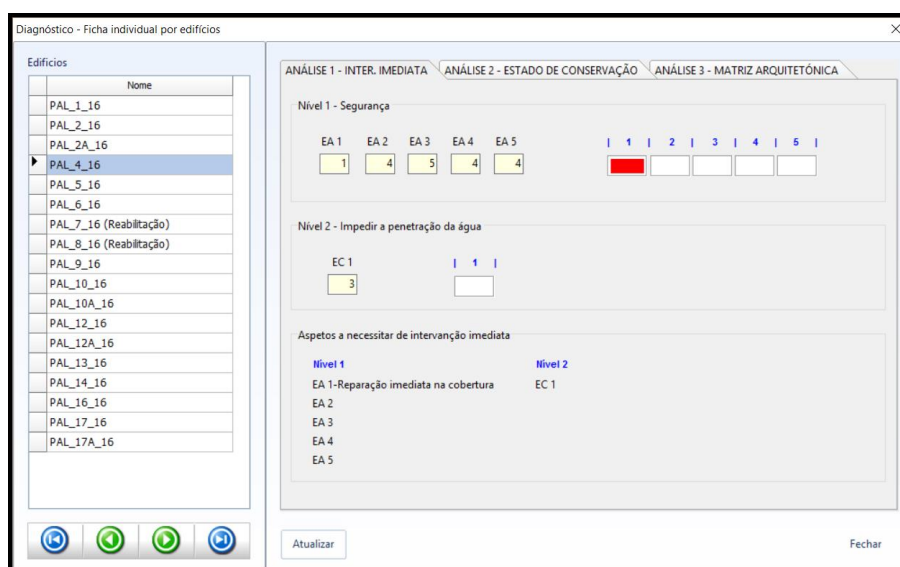 Diagnóstico - Ficha individual por edifícios
Edificios
Nome
PAL_1_16
PAL_2_16
PAL_2A_16
PAL_4_16
PAL_5_16
PAL_6_16
PAL_7_16 (Reabilitação)
PAL_8_16 (Reabilitação)
PAL_9_16
PAL_10_16
PAL_10A_16
PAL_12_16
PAL_12A_16
PAL_13_16
PAL_14_16
PAL_16_16
PAL_17_16
PAL_17A_16
ANÁLISE 1 - INTER. IMEDIATA ANÁLISE 2 - ESTADO DE CONSERVAÇÃO ANÁLISE 3 - MATRIZ ARQUITETÓNICA
Nível 1 - Segurança
EA 1 EA 2 EA 3 EA 4 EA 5 | 1 | 2 | 3 | 4 | 5 |
1 4 5 4 4
Nível 2 - Impedir a penetração da água
EC 1 | 1 |
3
Aspetos a necessitar de intervanção imediata
Nível 1 Nível 2
EA 1-Reparação imediata na cobertura EC 1
EA 2
EA 3
EA 4
EA 5
Atualizar Fechar